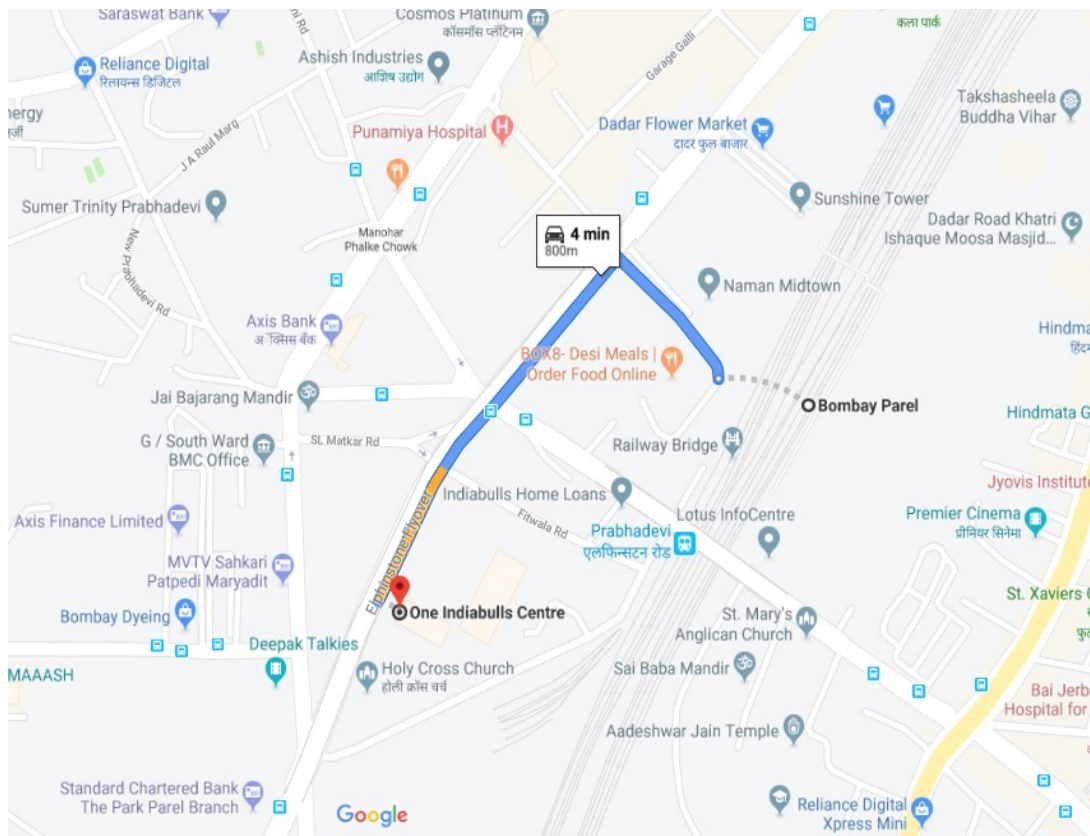 Saraswat Bank
ni Rd
Cosmos Platinum
कॉसमॉस प्लॅटिनम
कला पार्क
Reliance Digital
रिलायन्स डिजिटल
Ashish Industries
आशिष उद्योग
Garage Galli
Takshasheela
Buddha Vihar
nergy
र्जी
J A Raul Marg
Punamiya Hospital
Dadar Flower Market
दादर फुल बाजार
Sumer Trinity Prabhadevi
Sunshine Tower
Manohar
Phalke Chowk
4 min
800m
Dadar Road Khatri
Ishaque Moosa Masjid...
New Prabhadevi Rd
Naman Midtown
Axis Bank
अ‍ॅक्सिस बँक
Hindma
हिंदम
BOX8- Desi Meals |
Order Food Online
Jai Bajarang Mandir
Bombay Parel
Hindmata G
G / South Ward
BMC Office
SL Matkar Rd
Railway Bridge
Jyovis Institute
Indiabulls Home Loans
Axis Finance Limited
Elphinstone Flyover
Fitwala Rd
Prabhadevi
एलफिन्सटन रोड
Lotus InfoCentre
Premier Cinema
प्रीमियर सिनेमा
MVTV Sahkari
Patpedi Maryadit
St. Xaviers
Bombay Dyeing
One Indiabulls Centre
St. Mary's
Anglican Church
Deepak Talkies
MAAASH
Holy Cross Church
होली क्रॉस चर्च
Sai Baba Mandir
Bai Jerb
Hospital for
Aadeshwar Jain Temple
Standard Chartered Bank
The Park Parel Branch
Google
Reliance Digital
Xpress Mini